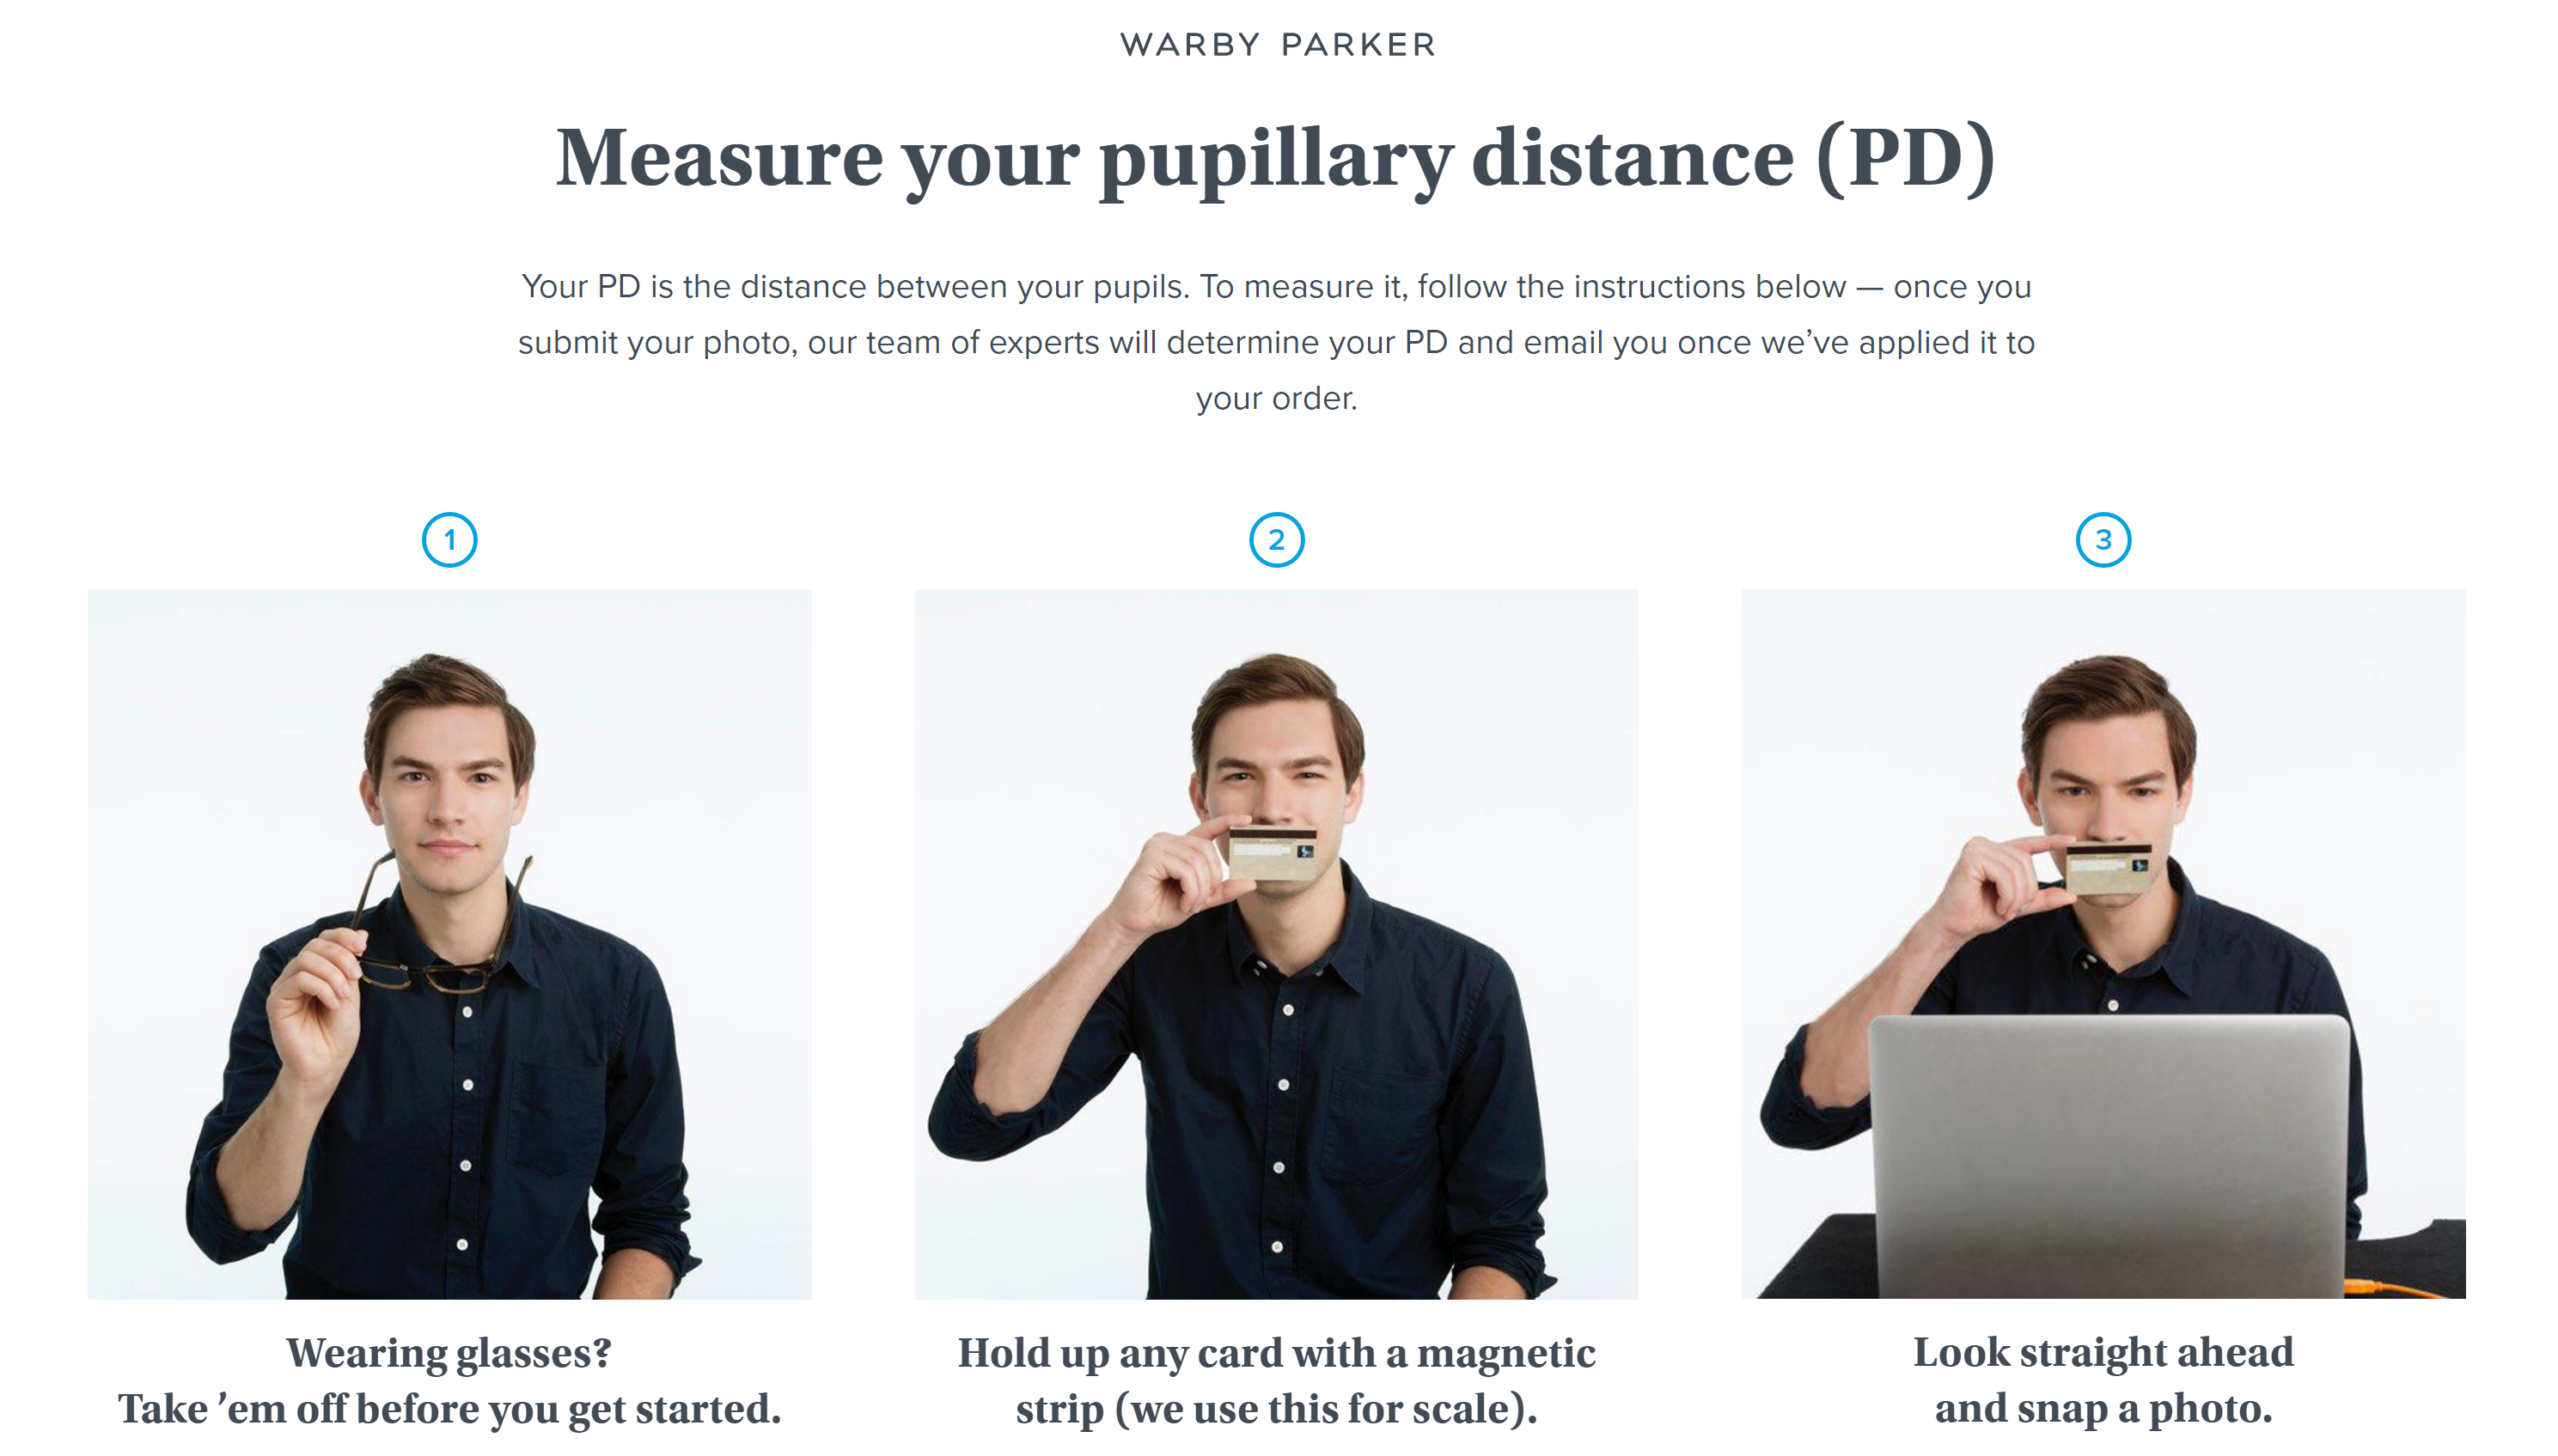 WARBY PARKER
Measure your pupillary distance (PD)
Your PD is the distance between your pupils. To measure it, follow the instructions below — once you
submit your photo, our team of experts will determine your PD and email you once we’ve applied it to
your order.
1
2
3
Wearing glasses?
Take ’em off before you get started.
Hold up any card with a magnetic
strip (we use this for scale).
Look straight ahead
and snap a photo.